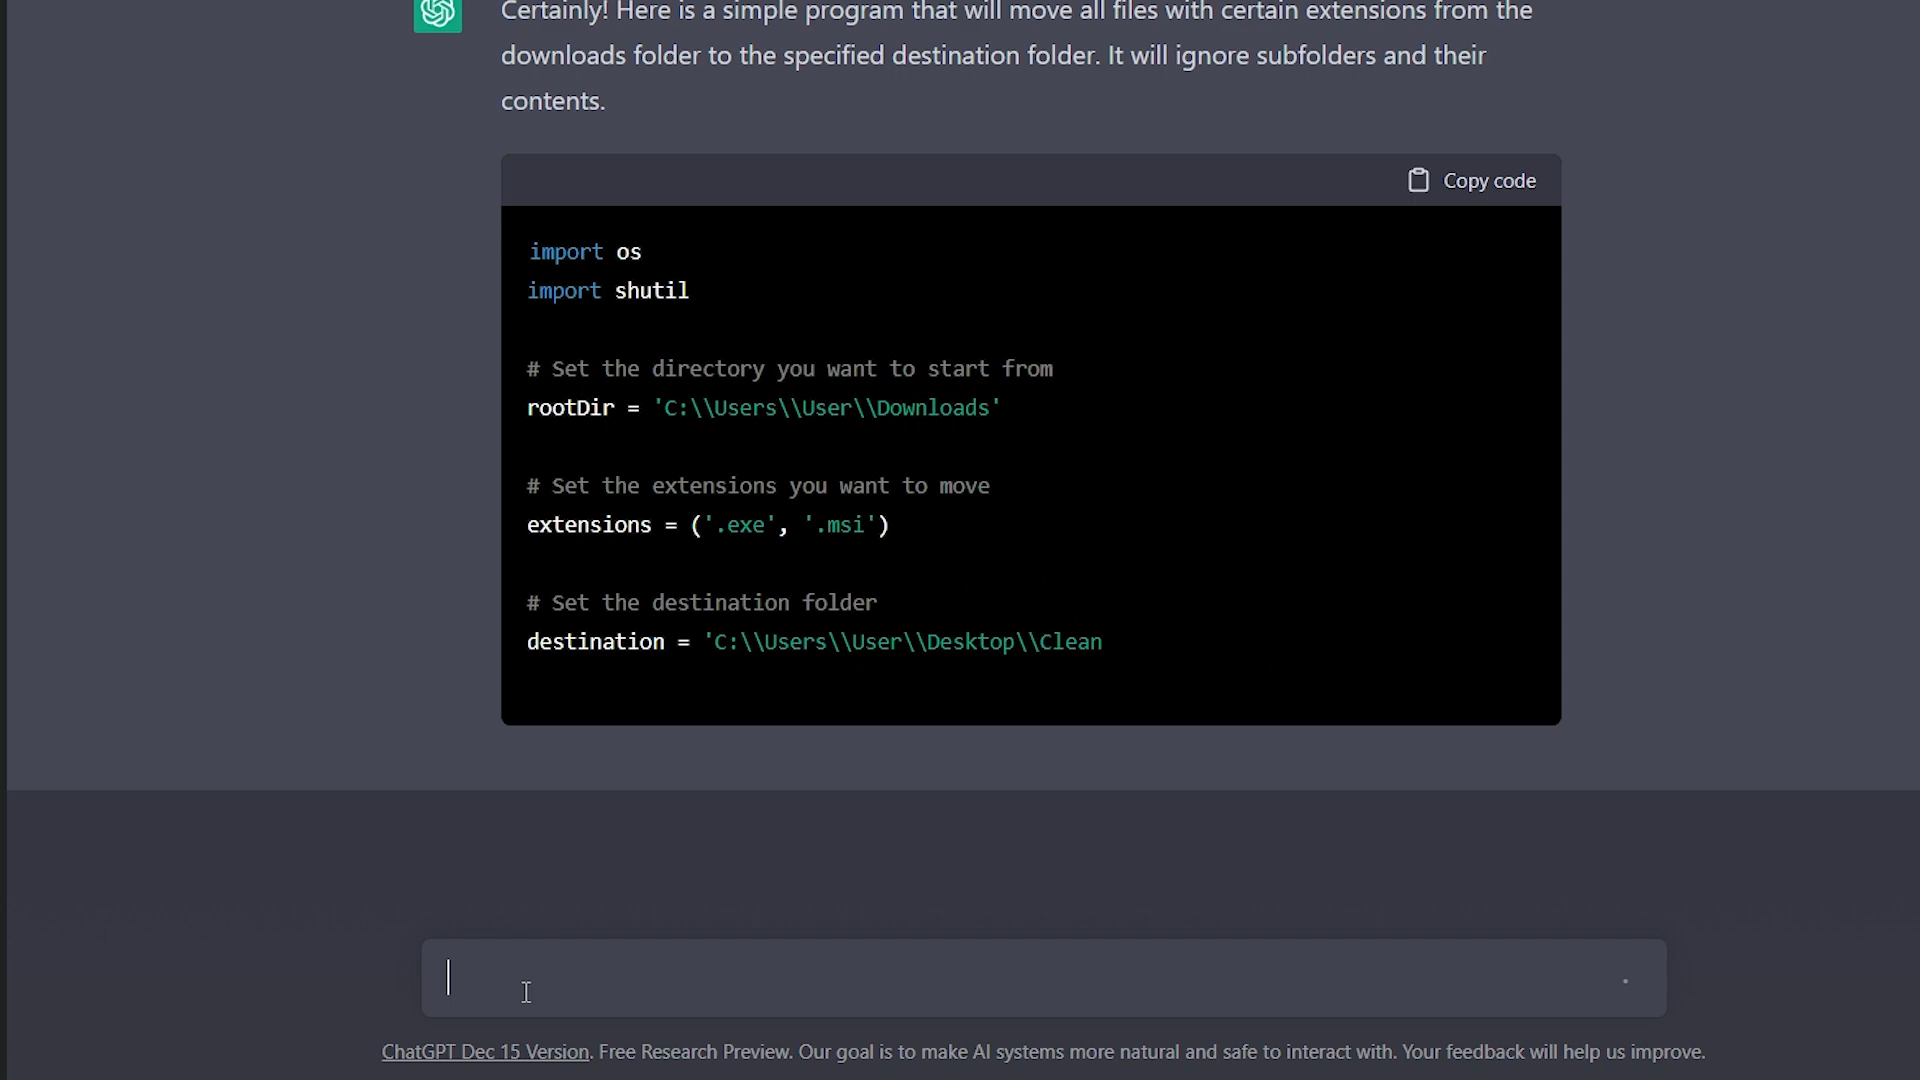 Certainly! Here is a simple program that will move all files with certain extensions from the
downloads folder to the specified destination folder. It will ignore subfolders and their
contents.
Copy code
import os
import shutil
# Set the directory you want to start from
rootDir = 'C:\\Users\\User\\Downloads'
# Set the extensions you want to move
extensions = ('.exe', '.msi')
# Set the destination folder
destination = 'C:\\Users\\User\\Desktop\\Clean
ChatGPT Dec 15 Version. Free Research Preview. Our goal is to make AI systems more natural and safe to interact with. Your feedback will help us improve.